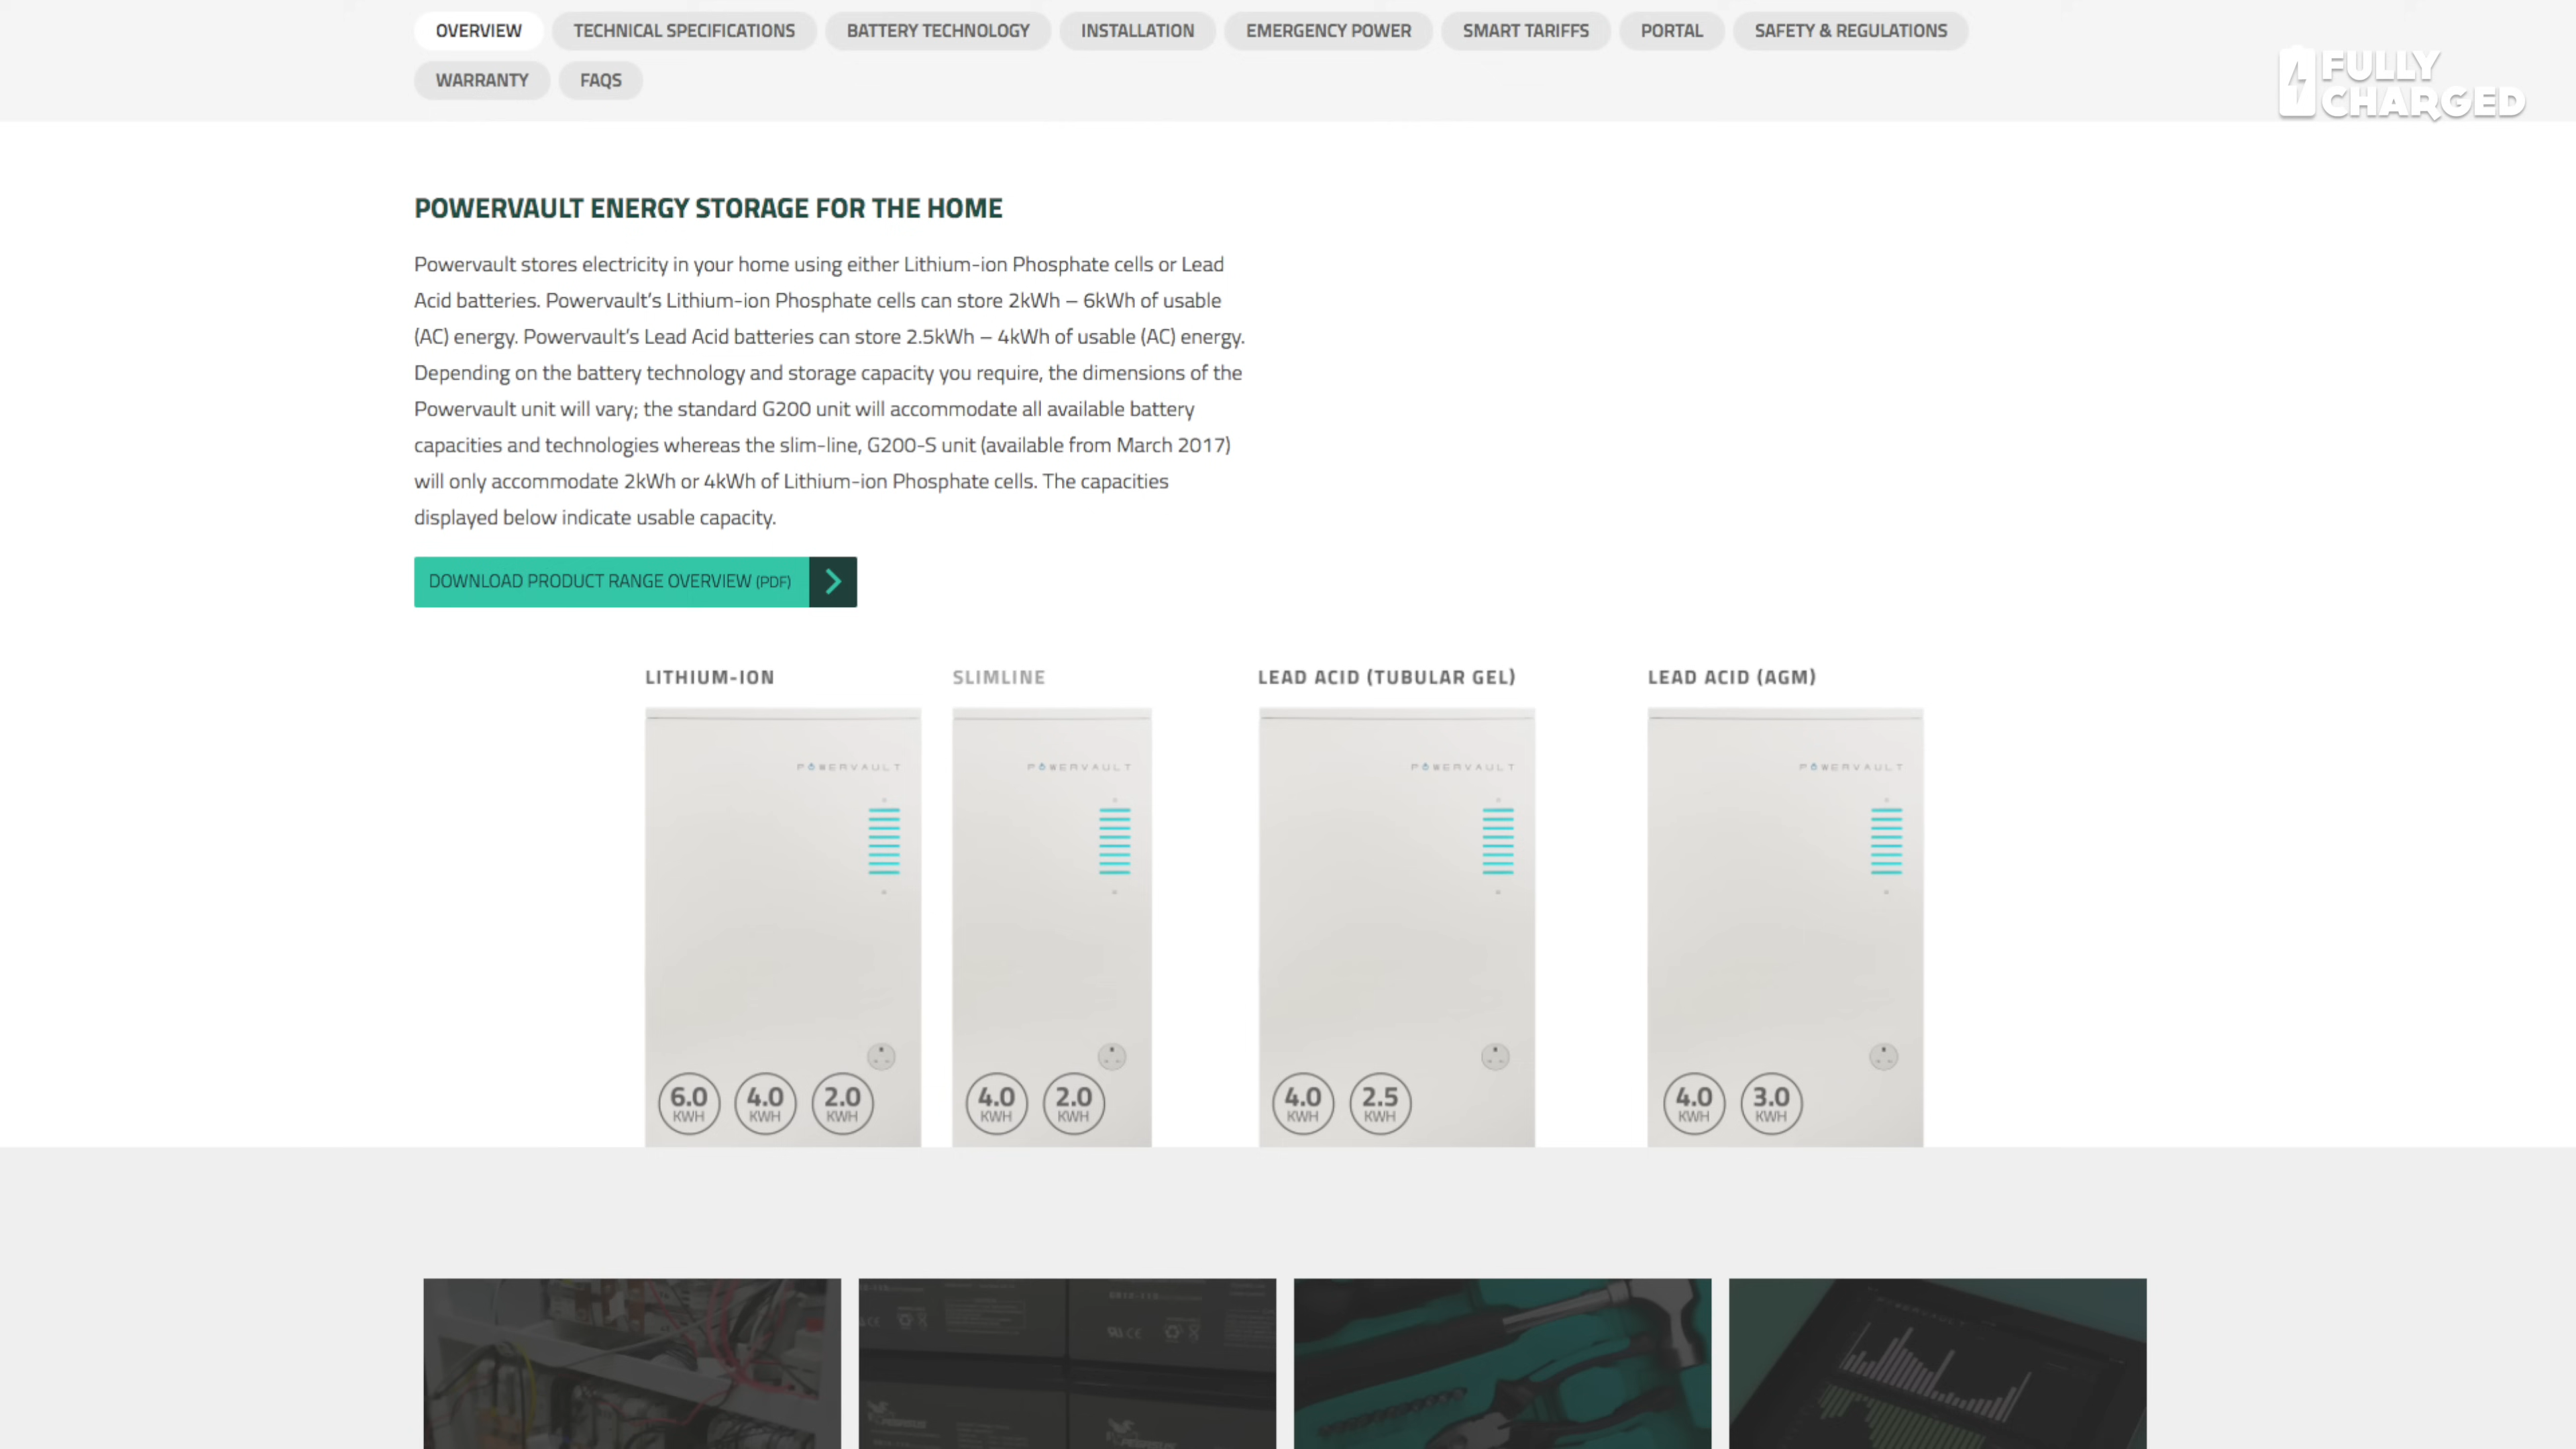 OVERVIEW TECHNICAL SPECIFICATIONS BATTERY TECHNOLOGY INSTALLATION EMERGENCY POWER SMART TARIFFS PORTAL SAFETY & REGULATIONS
WARRANTY FAQS
FULLY
CHARGED
POWERVAULT ENERGY STORAGE FOR THE HOME
Powervault stores electricity in your home using either Lithium-ion Phosphate cells or Lead
Acid batteries. Powervault's Lithium-ion Phosphate cells can store 2kWh – 6kWh of usable
(AC) energy. Powervault's Lead Acid batteries can store 2.5kWh – 4kWh of usable (AC) energy.
Depending on the battery technology and storage capacity you require, the dimensions of the
Powervault unit will vary; the standard G200 unit will accommodate all available battery
capacities and technologies whereas the slim-line, G200-S unit (available from March 2017)
will only accommodate 2kWh or 4kWh of Lithium-ion Phosphate cells. The capacities
displayed below indicate usable capacity.
DOWNLOAD PRODUCT RANGE OVERVIEW (PDF)
LITHIUM-ION SLIMLINE LEAD ACID (TUBULAR GEL) LEAD ACID (AGM)
POWERVAULT POWERVAULT POWERVAULT POWERVAULT
6.0 4.0 2.0 4.0 2.0 4.0 2.5 4.0 3.0
KWH KWH KWH KWH KWH KWH KWH KWH KWH